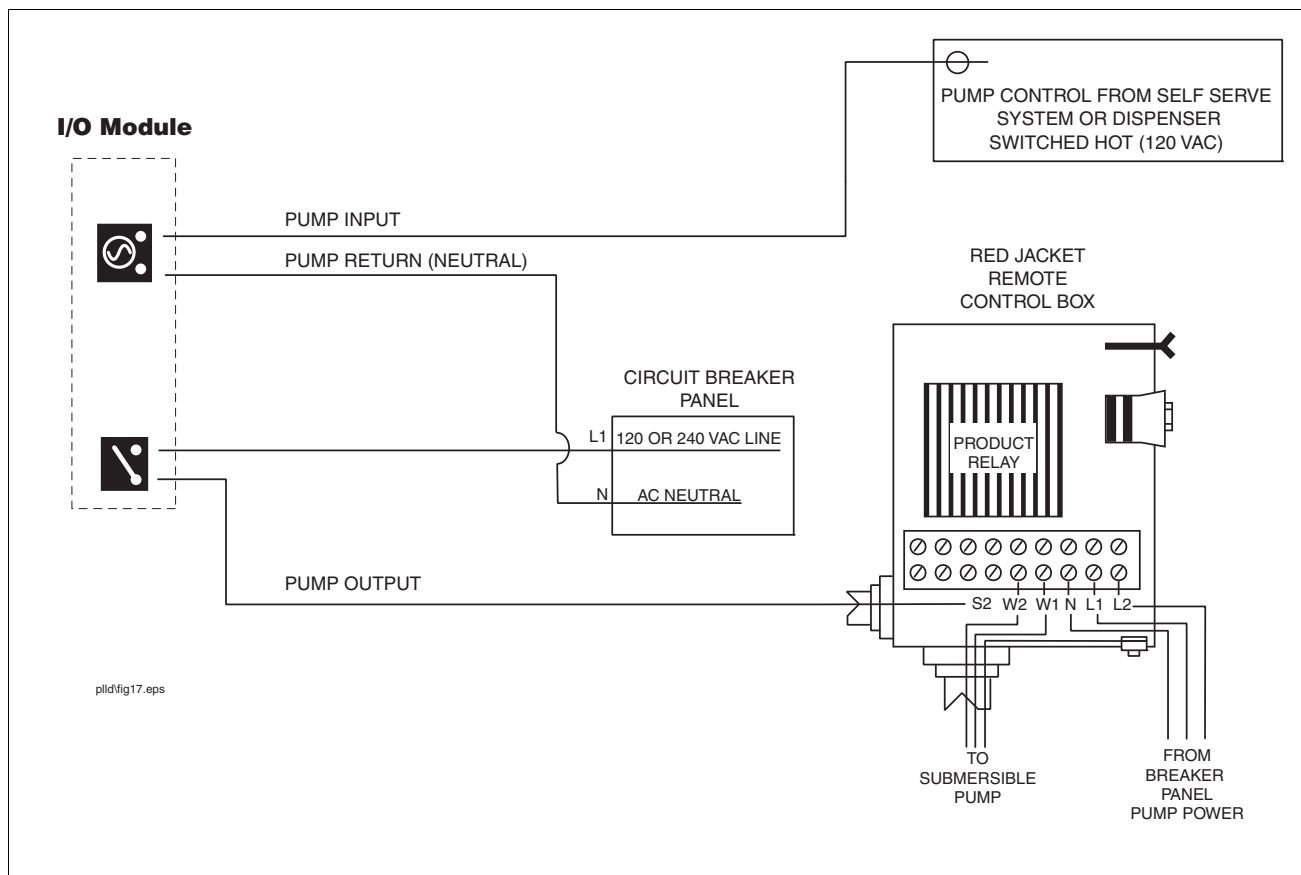 PUMP CONTROL FROM SELF SERVE
SYSTEM OR DISPENSER
SWITCHED HOT (120 VAC)
I/O Module
PUMP INPUT
PUMP RETURN (NEUTRAL)
RED JACKET
REMOTE
CONTROL BOX
CIRCUIT BREAKER
PANEL
L1 120 OR 240 VAC LINE
N AC NEUTRAL
PRODUCT
RELAY
PUMP OUTPUT
S2 W2 W1 N L1 L2
plld\fig17.eps
TO
SUBMERSIBLE
PUMP
FROM
BREAKER
PANEL
PUMP POWER